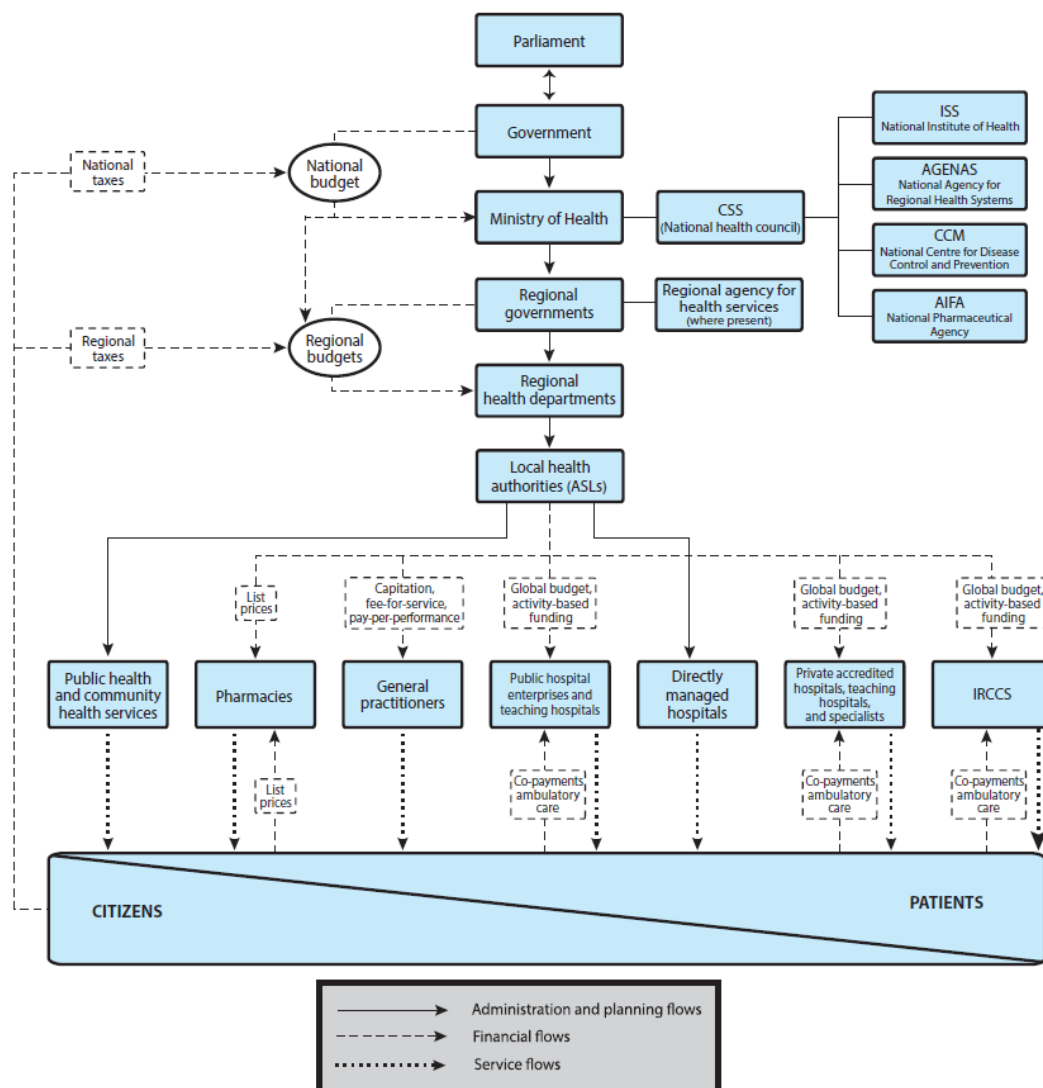 Parliament
Government
ISS
National Institute of Health
National
taxes
National
budget
AGENAS
National Agency for
Regional Health Systems
Ministry of Health
CSS
(National health council)
CCM
National Centre for Disease
Control and Prevention
Regional
governments
Regional agency for
health services
(where present)
AIFA
National Pharmaceutical
Agency
Regional
taxes
Regional
budgets
Regional
health departments
Local health
authorities (ASLs)
List
prices
Capitation,
fee-for-service,
pay-per-performance
Global budget,
activity-based
funding
Global budget,
activity-based
funding
Global budget,
activity-based
funding
Public health
and community
health services
Pharmacies
General
practitioners
Public hospital
enterprises and
teaching hospitals
Directly
managed
hospitals
Private accredited
hospitals, teaching
hospitals,
and specialists
IRCCS
List
prices
Co-payments
ambulatory
care
Co-payments
ambulatory
care
Co-payments
ambulatory
care
CITIZENS
PATIENTS
Administration and planning flows
Financial flows
Service flows